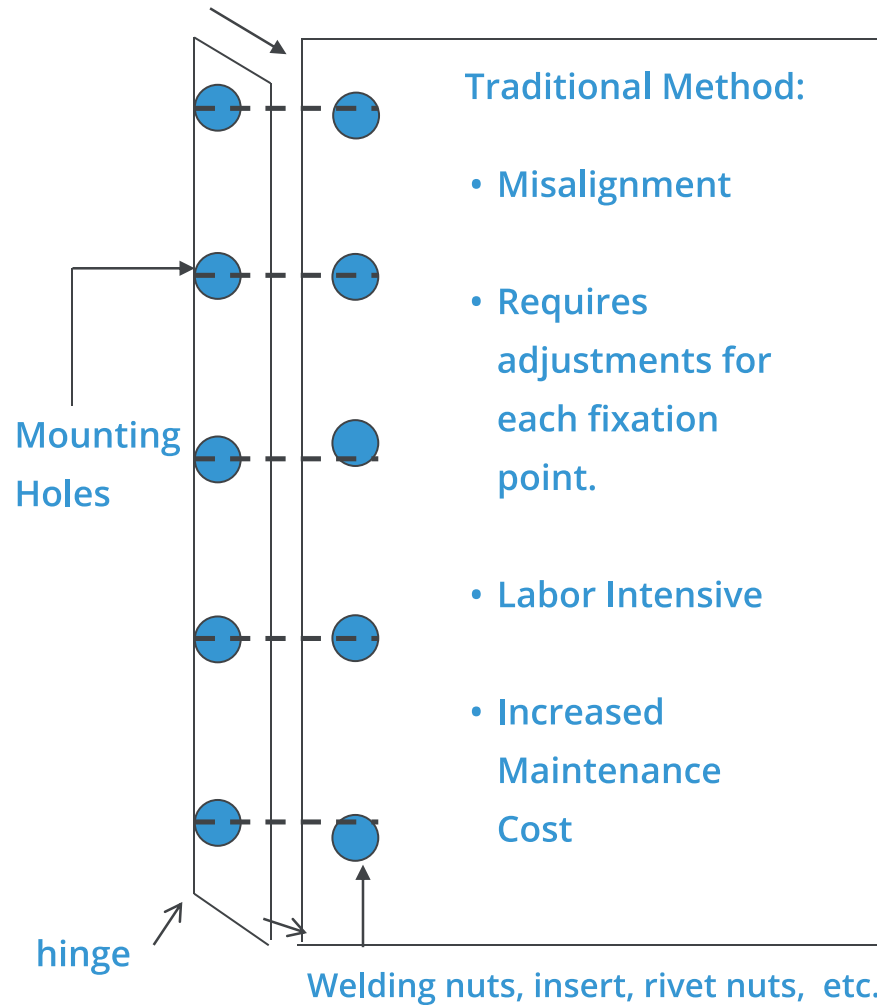 Traditional Method:
• Misalignment
• Requires
adjustments for
each fixation
point.
• Labor Intensive
• Increased
Maintenance
Cost
Mounting
Holes
hinge
Welding nuts, insert, rivet nuts, etc.